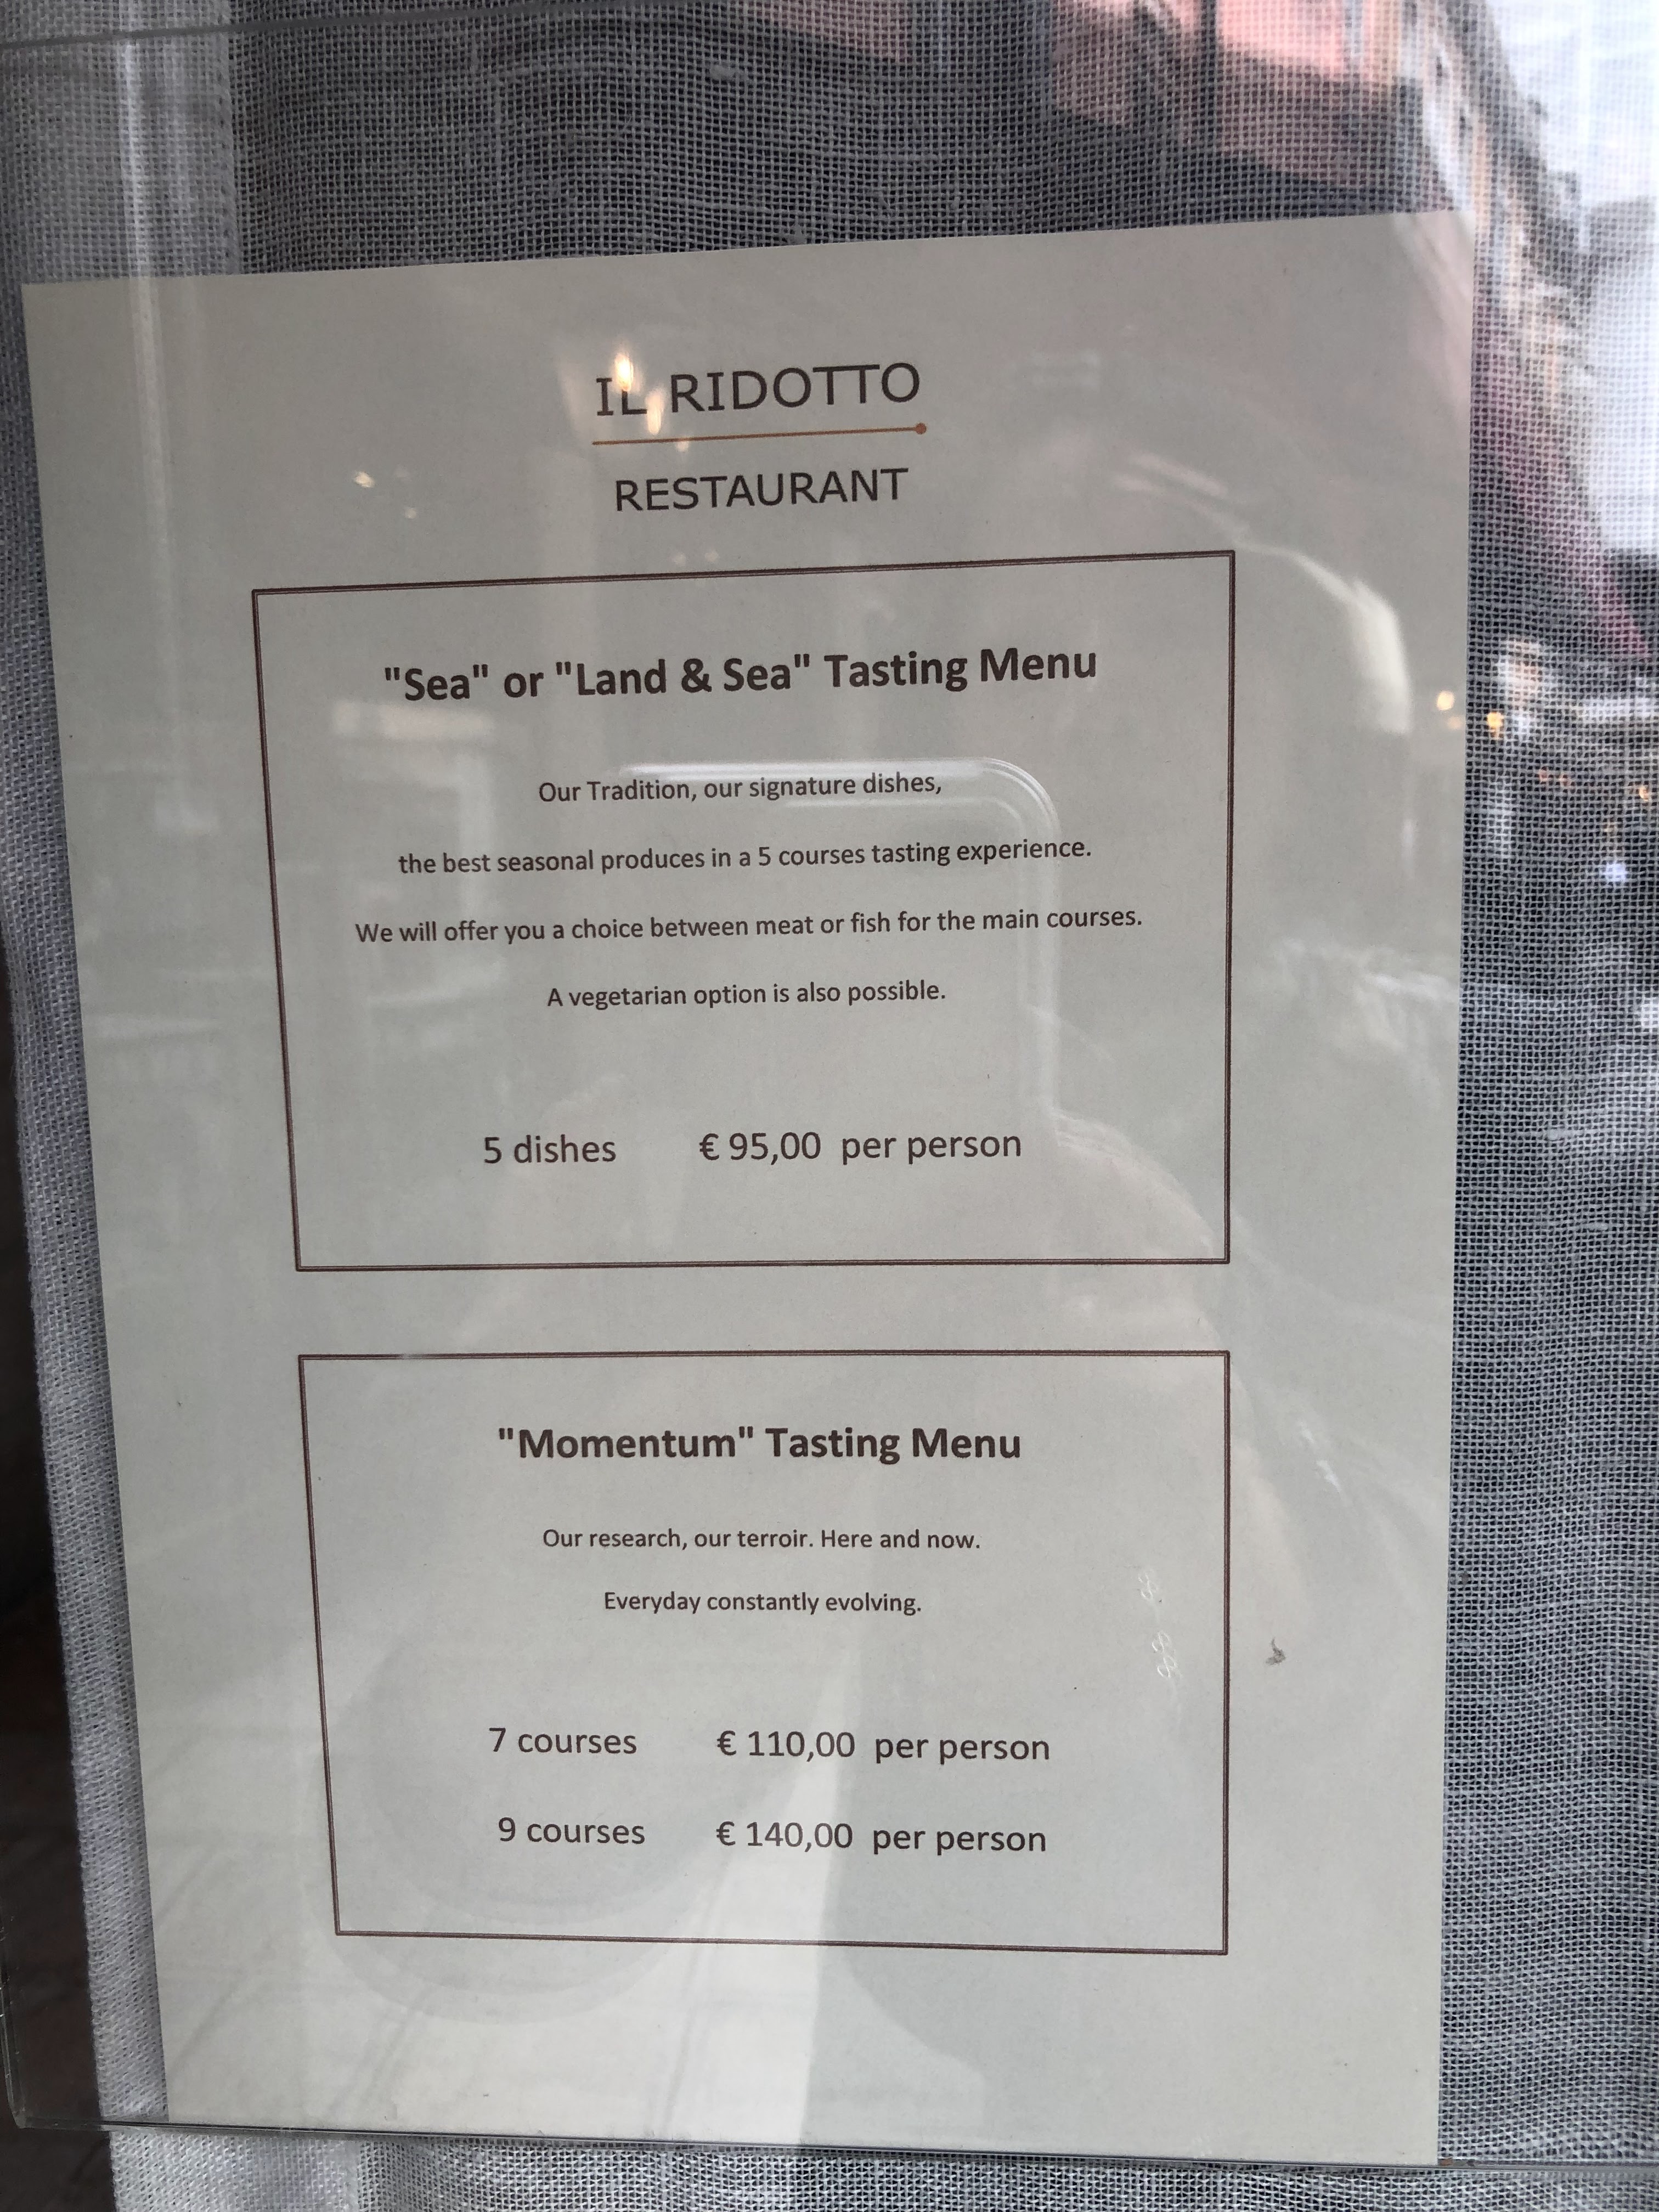 IL RIDOTTO
RESTAURANT
"Sea" or "Land & Sea" Tasting Menu
Our Tradition, our signature dishes,
the best seasonal produces in a 5 courses tasting experience.
We will offer you a choice between meat or fish for the main courses.
A vegetarian option is also possible.
5 dishes € 95,00 per person
"Momentum" Tasting Menu
Our research, our terroir. Here and now.
Everyday constantly evolving.
7 courses € 110,00 per person
9 courses € 140,00 per person